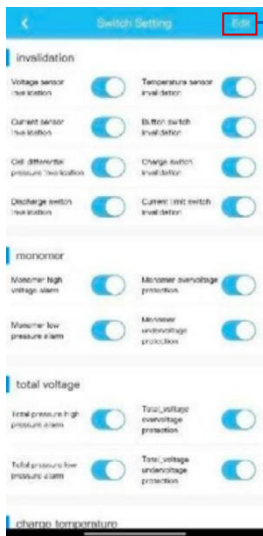 Switch Setting Edit
invalidation
Voltage sensor Temperature sensor
invalidation invalidation
Current sensor Button switch
invalidation invalidation
Cell differential Charge switch
pressure invalidation invalidation
Discharge switch Current limit switch
invalidation invalidation
monomer
Monomer high Monomer overvoltage
voltage alarm protection
Monomer low Monomer
pressure alarm undervoltage
protection
total voltage
Total pressure high Total_voltage
pressure alarm overvoltage
protection
Total pressure low Total_voltage
pressure alarm undervoltage
protection
charge temperature